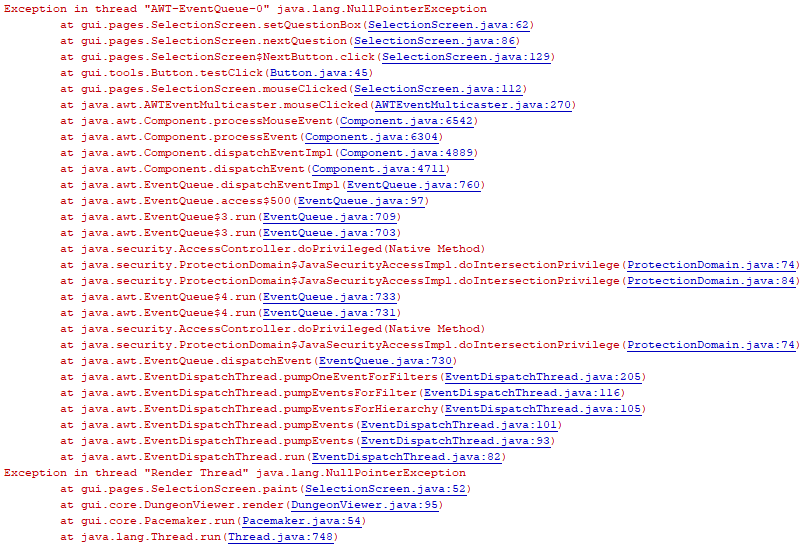 Exception in thread "AWT-EventQueue-0" java.lang.NullPointerException
at gui.pages.SelectionScreen.setQuestionBox(SelectionScreen.java:62)
at gui.pages.SelectionScreen.nextQuestion(SelectionScreen.java:86)
at gui.pages.SelectionScreen$NextButton.click(SelectionScreen.java:129)
at gui.tools.Button.testClick(Button.java:45)
at gui.pages.SelectionScreen.mouseClicked(SelectionScreen.java:112)
at java.awt.AWTEventMulticaster.mouseClicked(AWTEventMulticaster.java:270)
at java.awt.Component.processMouseEvent(Component.java:6542)
at java.awt.Component.processEvent(Component.java:6304)
at java.awt.Component.dispatchEventImpl(Component.java:4889)
at java.awt.Component.dispatchEvent(Component.java:4711)
at java.awt.EventQueue.dispatchEventImpl(EventQueue.java:760)
at java.awt.EventQueue.access$500(EventQueue.java:97)
at java.awt.EventQueue$3.run(EventQueue.java:709)
at java.awt.EventQueue$3.run(EventQueue.java:703)
at java.security.AccessController.doPrivileged(Native Method)
at java.security.ProtectionDomain$JavaSecurityAccessImpl.doIntersectionPrivilege(ProtectionDomain.java:74)
at java.security.ProtectionDomain$JavaSecurityAccessImpl.doIntersectionPrivilege(ProtectionDomain.java:84)
at java.awt.EventQueue$4.run(EventQueue.java:733)
at java.awt.EventQueue$4.run(EventQueue.java:731)
at java.security.AccessController.doPrivileged(Native Method)
at java.security.ProtectionDomain$JavaSecurityAccessImpl.doIntersectionPrivilege(ProtectionDomain.java:74)
at java.awt.EventQueue.dispatchEvent(EventQueue.java:730)
at java.awt.EventDispatchThread.pumpOneEventForFilters(EventDispatchThread.java:205)
at java.awt.EventDispatchThread.pumpEventsForFilter(EventDispatchThread.java:116)
at java.awt.EventDispatchThread.pumpEventsForHierarchy(EventDispatchThread.java:105)
at java.awt.EventDispatchThread.pumpEvents(EventDispatchThread.java:101)
at java.awt.EventDispatchThread.pumpEvents(EventDispatchThread.java:93)
at java.awt.EventDispatchThread.run(EventDispatchThread.java:82)
Exception in thread "Render Thread" java.lang.NullPointerException
at gui.pages.SelectionScreen.paint(SelectionScreen.java:52)
at gui.core.DungeonViewer.render(DungeonViewer.java:95)
at gui.core.Pacemaker.run(Pacemaker.java:54)
at java.lang.Thread.run(Thread.java:748)